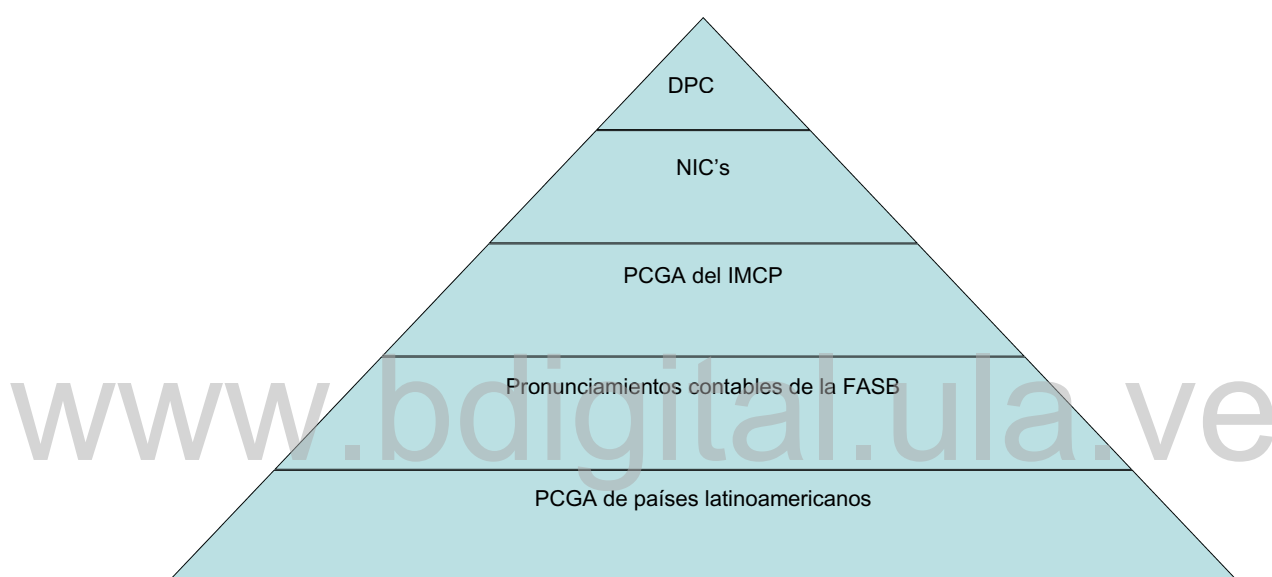 DPC
NIC’s
PCGA del IMCP
Pronunciamientos contables de la FASB
www.bdigital.ula.ve
PCGA de países latinoamericanos